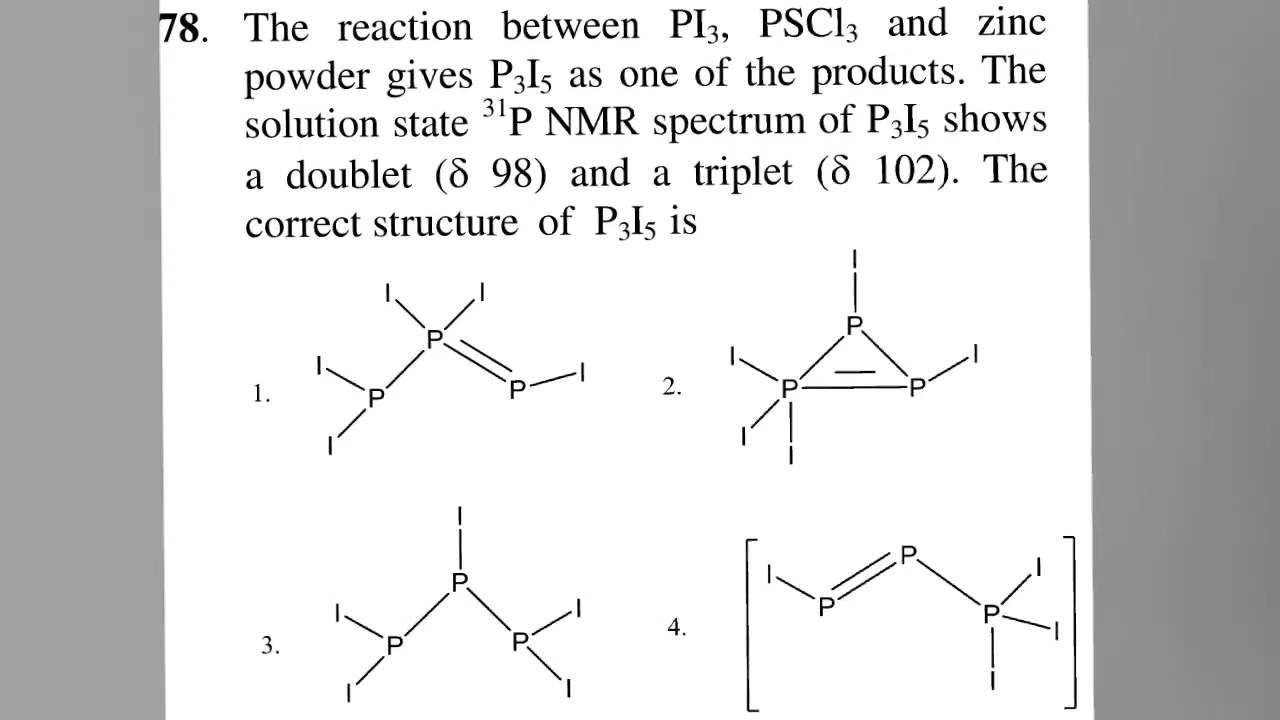 78. The reaction between PI₃, PSCl₃ and zinc
powder gives P₃I₅ as one of the products. The
solution state ³¹P NMR spectrum of P₃I₅ shows
a doublet (δ 98) and a triplet (δ 102). The
correct structure of P₃I₅ is
I I
P
I P I
P
I
1.
I
P
I P P I
I I
2.
I
P
I P P I
I I
3.
I P P I
P I
I
4.